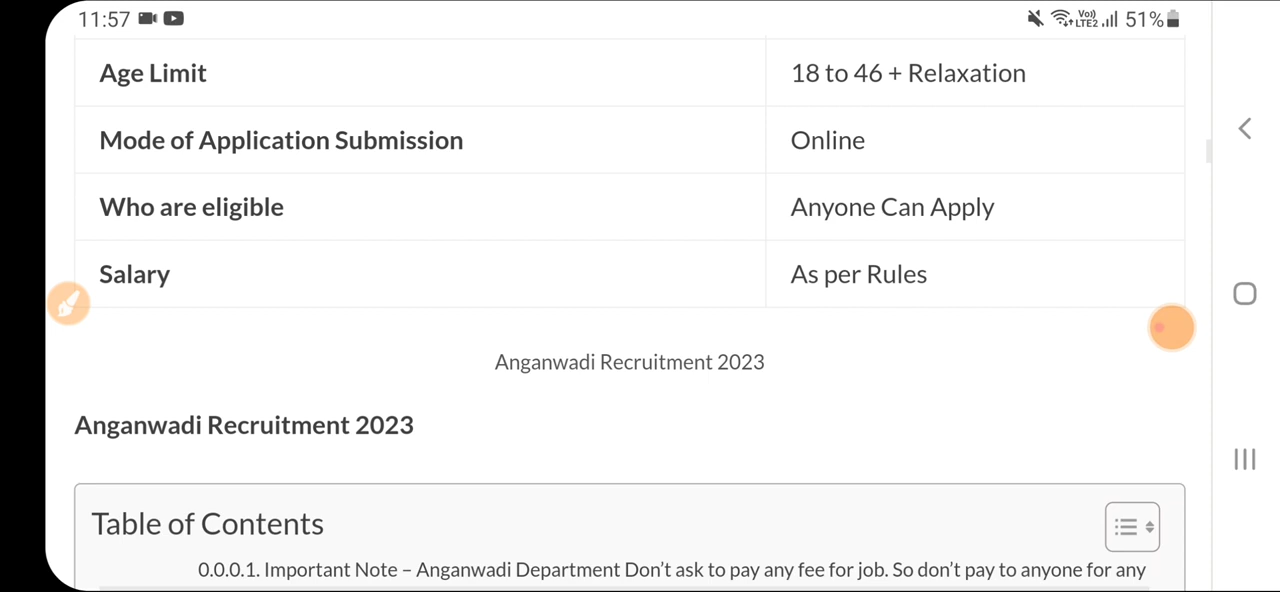 11:57 Vo)) LTE2 51%
Age Limit 18 to 46 + Relaxation
Mode of Application Submission Online
Who are eligible Anyone Can Apply
Salary As per Rules
Anganwadi Recruitment 2023
Anganwadi Recruitment 2023
Table of Contents
0.0.0.1. Important Note – Anganwadi Department Don’t ask to pay any fee for job. So don’t pay to anyone for any